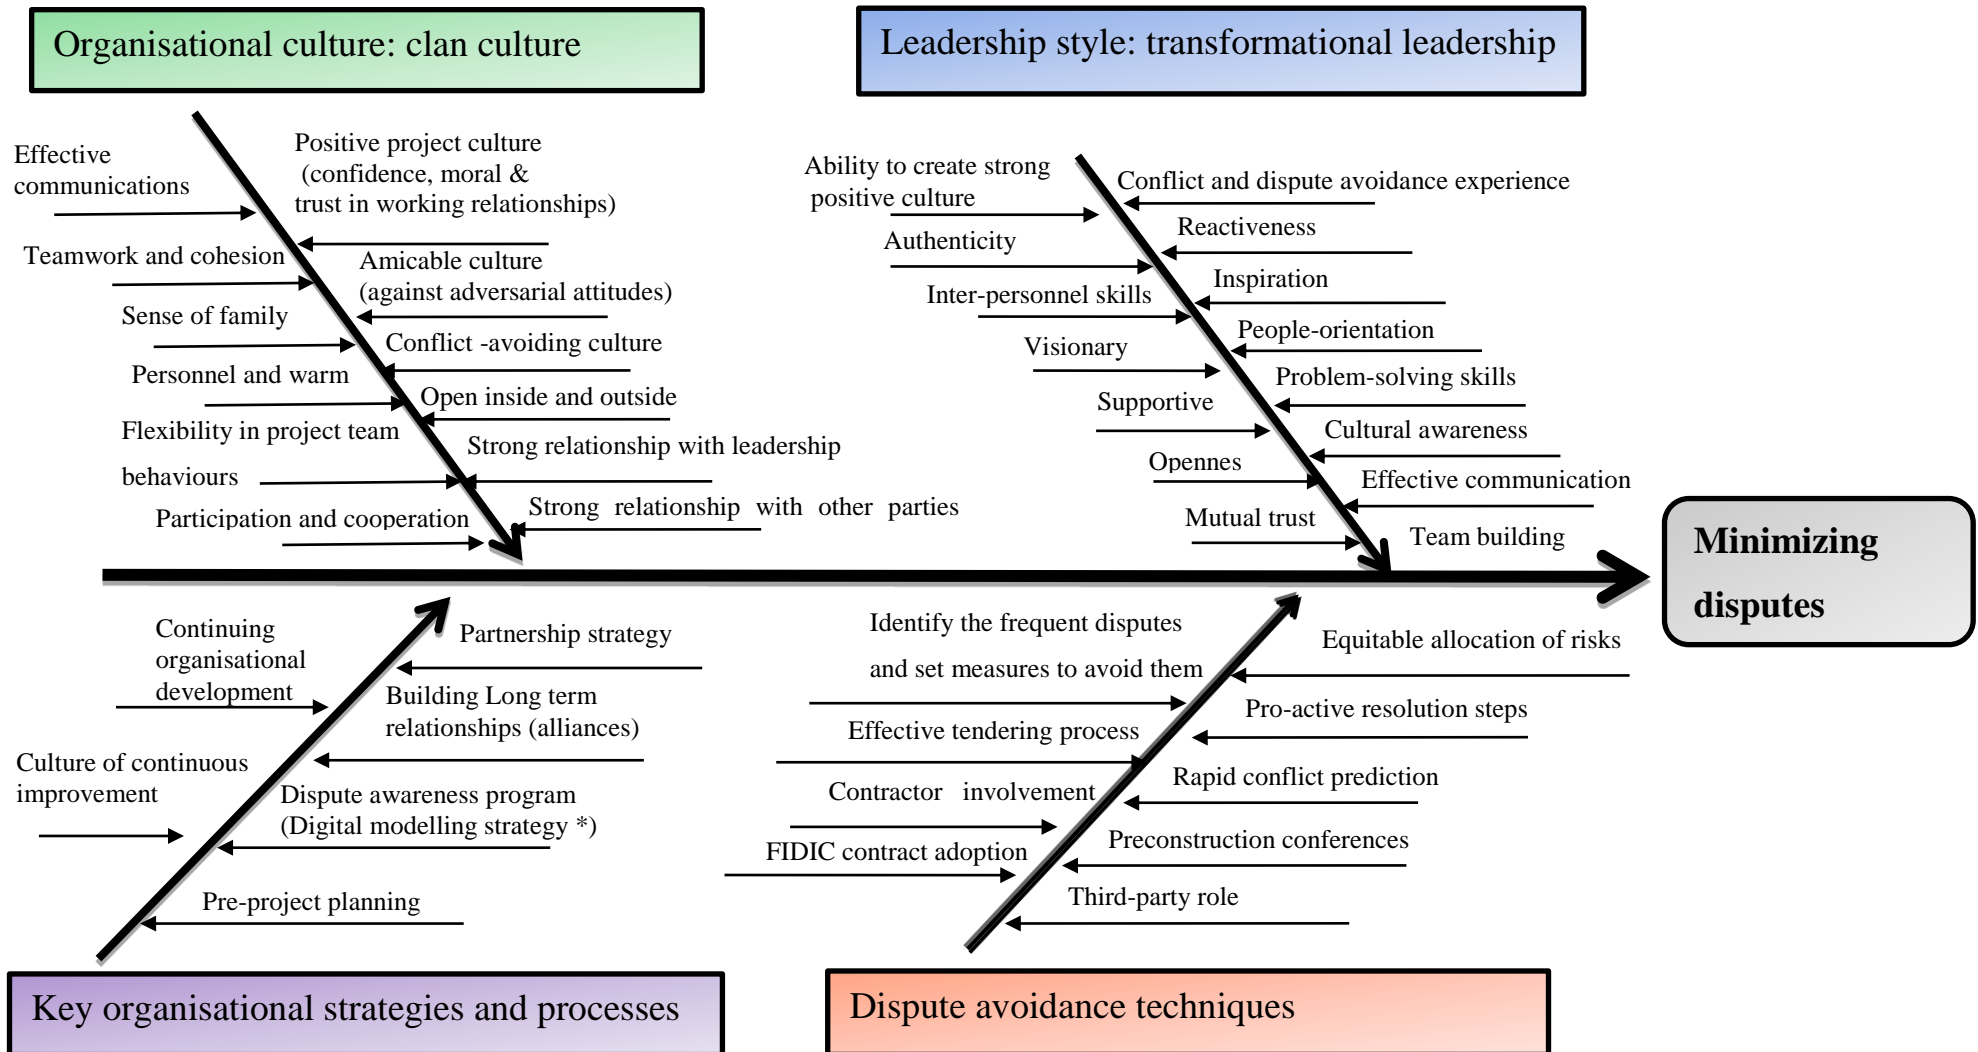 Organisational culture: clan culture
Leadership style: transformational leadership
Effective
communications
Positive project culture
(confidence, moral &
trust in working relationships)
Teamwork and cohesion
Amicable culture
(against adversarial attitudes)
Sense of family
Conflict -avoiding culture
Personnel and warm
Open inside and outside
Flexibility in project team
behaviours
Strong relationship with leadership
Participation and cooperation
Strong relationship with other parties
Ability to create strong
positive culture
Conflict and dispute avoidance experience
Authenticity
Reactiveness
Inter-personnel skills
Inspiration
Visionary
People-orientation
Supportive
Problem-solving skills
Opennes
Cultural awareness
Mutual trust
Effective communication
Team building
Minimizing
disputes
Continuing
organisational
development
Partnership strategy
Building Long term
relationships (alliances)
Culture of continuous
improvement
Dispute awareness program
(Digital modelling strategy *)
Pre-project planning
Identify the frequent disputes
and set measures to avoid them
Equitable allocation of risks
Effective tendering process
Pro-active resolution steps
Contractor involvement
Rapid conflict prediction
FIDIC contract adoption
Preconstruction conferences
Third-party role
Key organisational strategies and processes
Dispute avoidance techniques